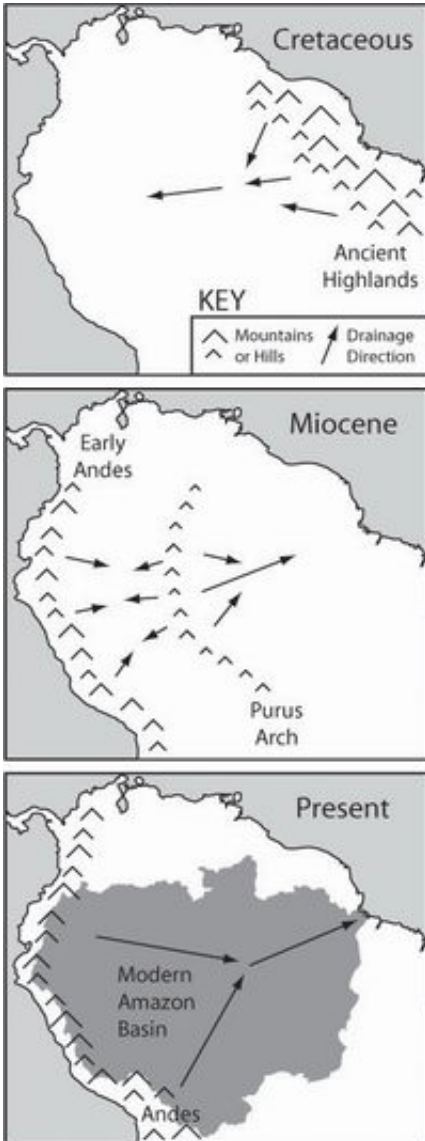 Cretaceous
Ancient
Highlands
KEY
Mountains
or Hills
Drainage
Direction
Miocene
Early
Andes
Purus
Arch
Present
Modern
Amazon
Basin
Andes